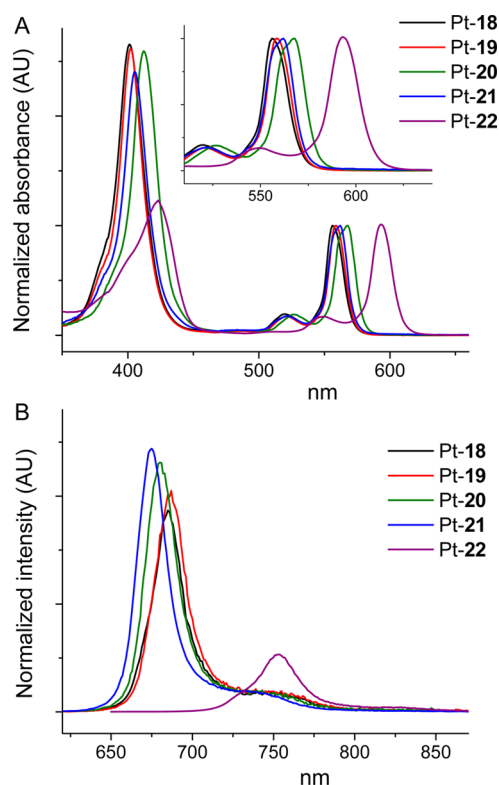 A
Normalized absorbance (AU)
Pt-18
Pt-19
Pt-20
Pt-21
Pt-22
550
600
400
500
600
nm
B
Normalized intensity (AU)
Pt-18
Pt-19
Pt-20
Pt-21
Pt-22
650
700
750
800
850
nm